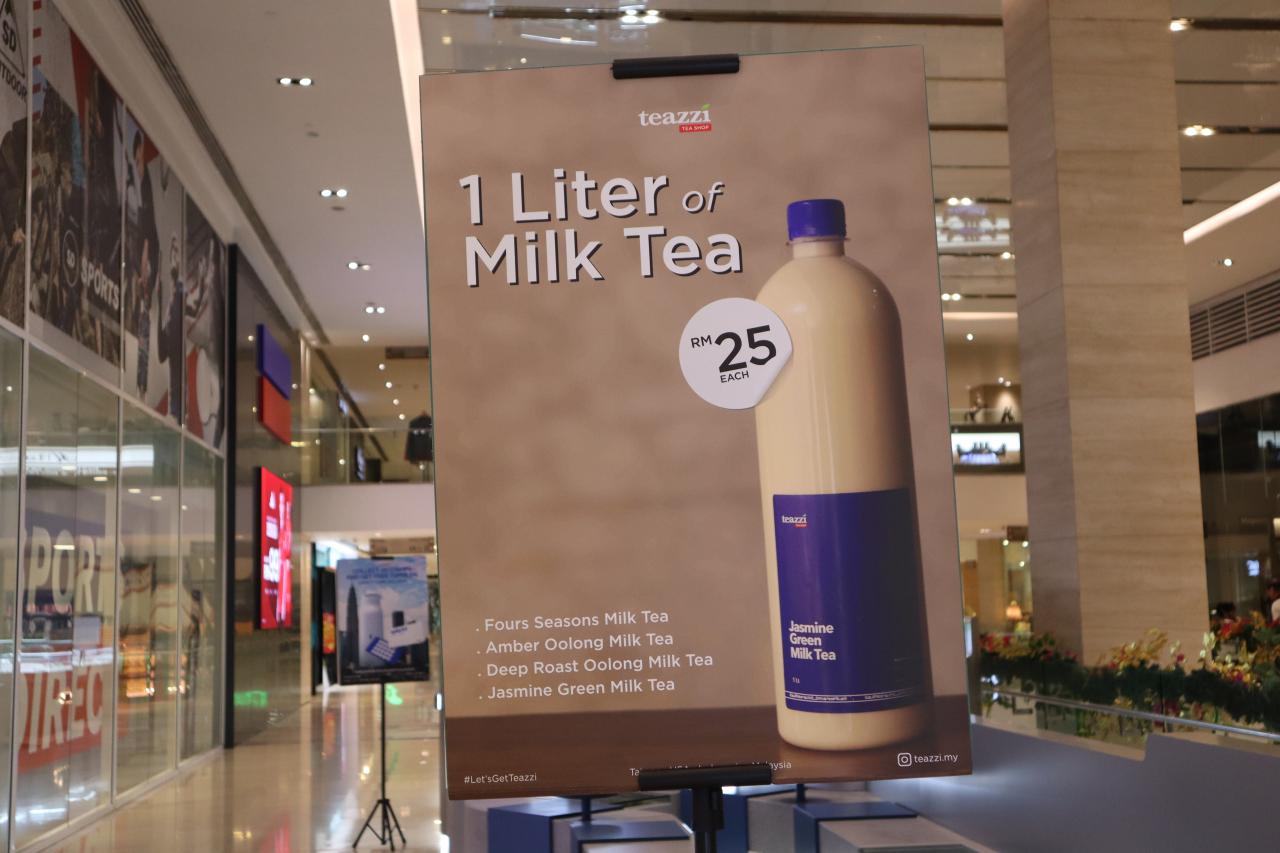 teazzi
TEA SHOP
1 Liter of
Milk Tea
RM 25
EACH
teazzi
Jasmine
Green
Milk Tea
. Fours Seasons Milk Tea
. Amber Oolong Milk Tea
. Deep Roast Oolong Milk Tea
. Jasmine Green Milk Tea
#Let'sGetTeazzi
teazzi.my
SD
SPORTS
SD